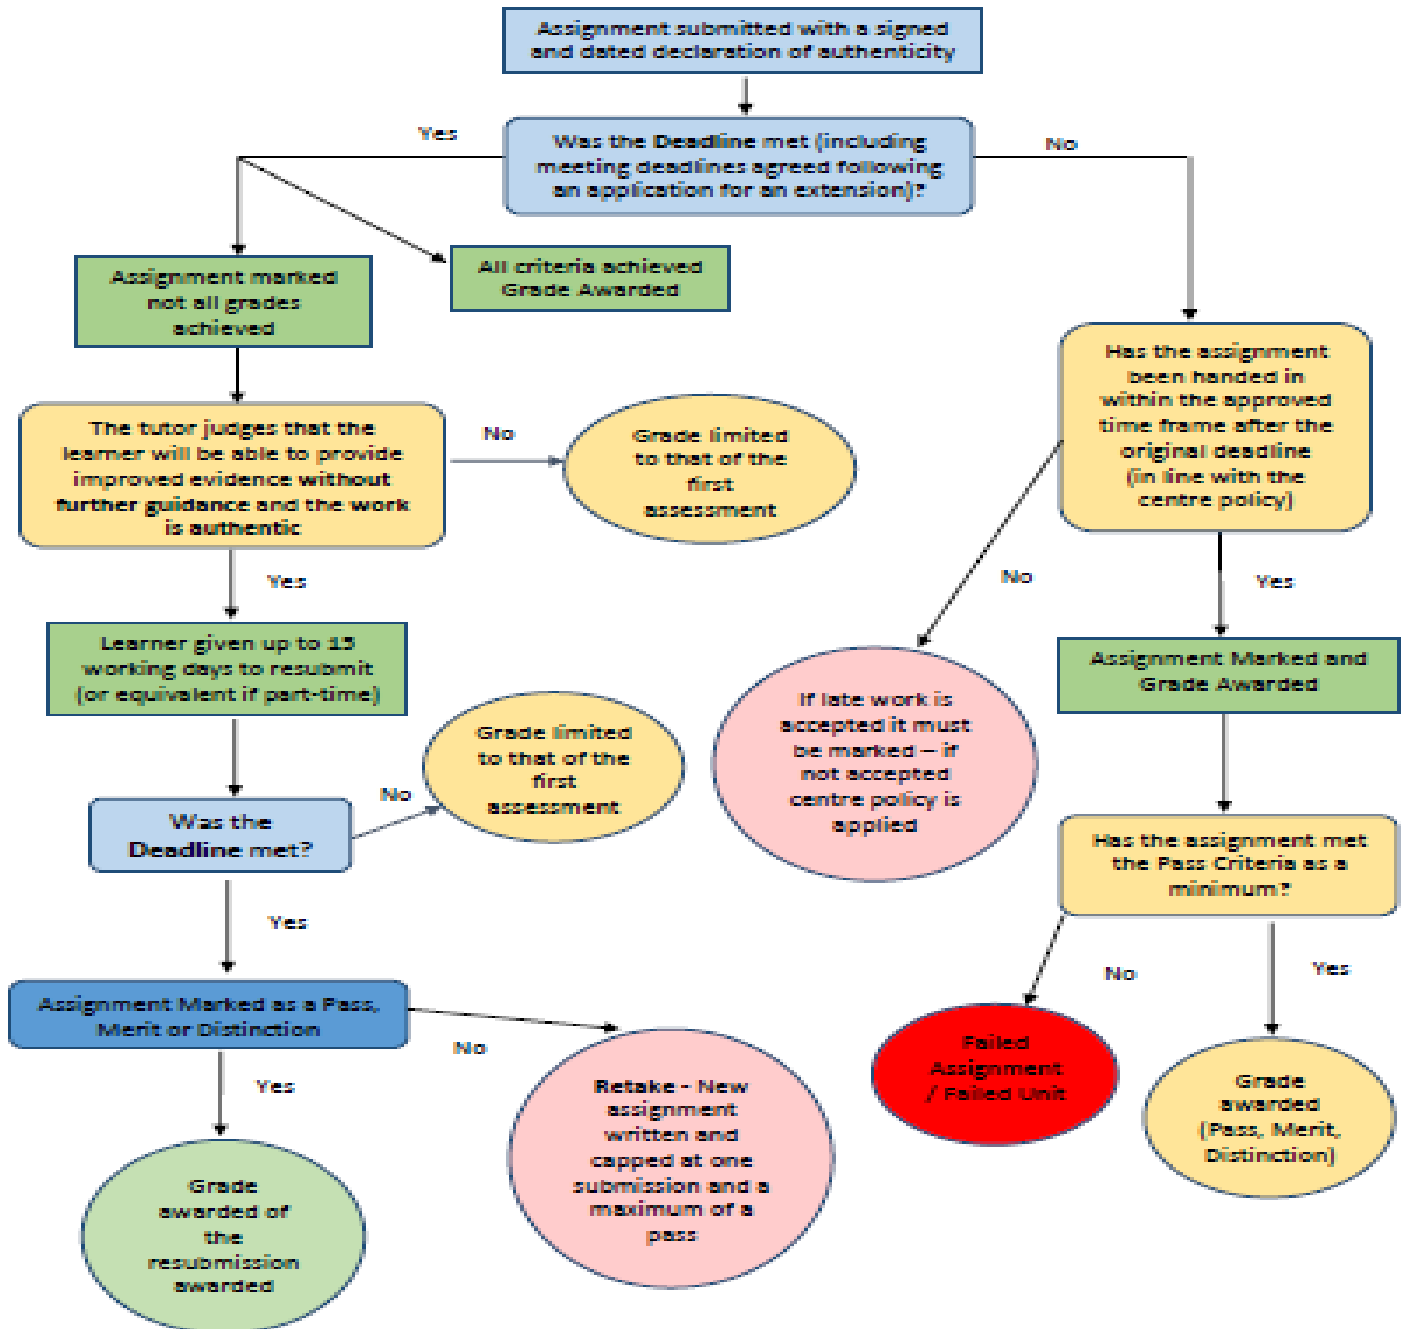 Assignment submitted with a signed
and dated declaration of authenticity
Yes
Was the Deadline met (including
meeting deadlines agreed following
an application for an extension)?
No
Assignment marked
not all grades
achieved
All criteria achieved
Grade Awarded
Has the assignment
been handed in
within the approved
time frame after the
original deadline
(in line with the
centre policy)
The tutor judges that the
learner will be able to provide
improved evidence without
further guidance and the work
is authentic
No
Grade limited
to that of the
first
assessment
Yes
No
Yes
Learner given up to 15
working days to resubmit
(or equivalent if part-time)
If late work is
accepted it must
be marked – if
not accepted
centre policy is
applied
Assignment Marked and
Grade Awarded
Grade limited
to that of the
first
assessment
No
Was the
Deadline met?
Has the assignment met
the Pass Criteria as a
minimum?
Yes
No
Yes
Assignment Marked as a Pass,
Merit or Distinction
No
Failed
Assignment
/ Failed Unit
Grade
awarded
(Pass, Merit,
Distinction)
Yes
Retake - New
assignment
written and
capped at one
submission and a
maximum of a
pass
Grade
awarded of
the
resubmission
awarded